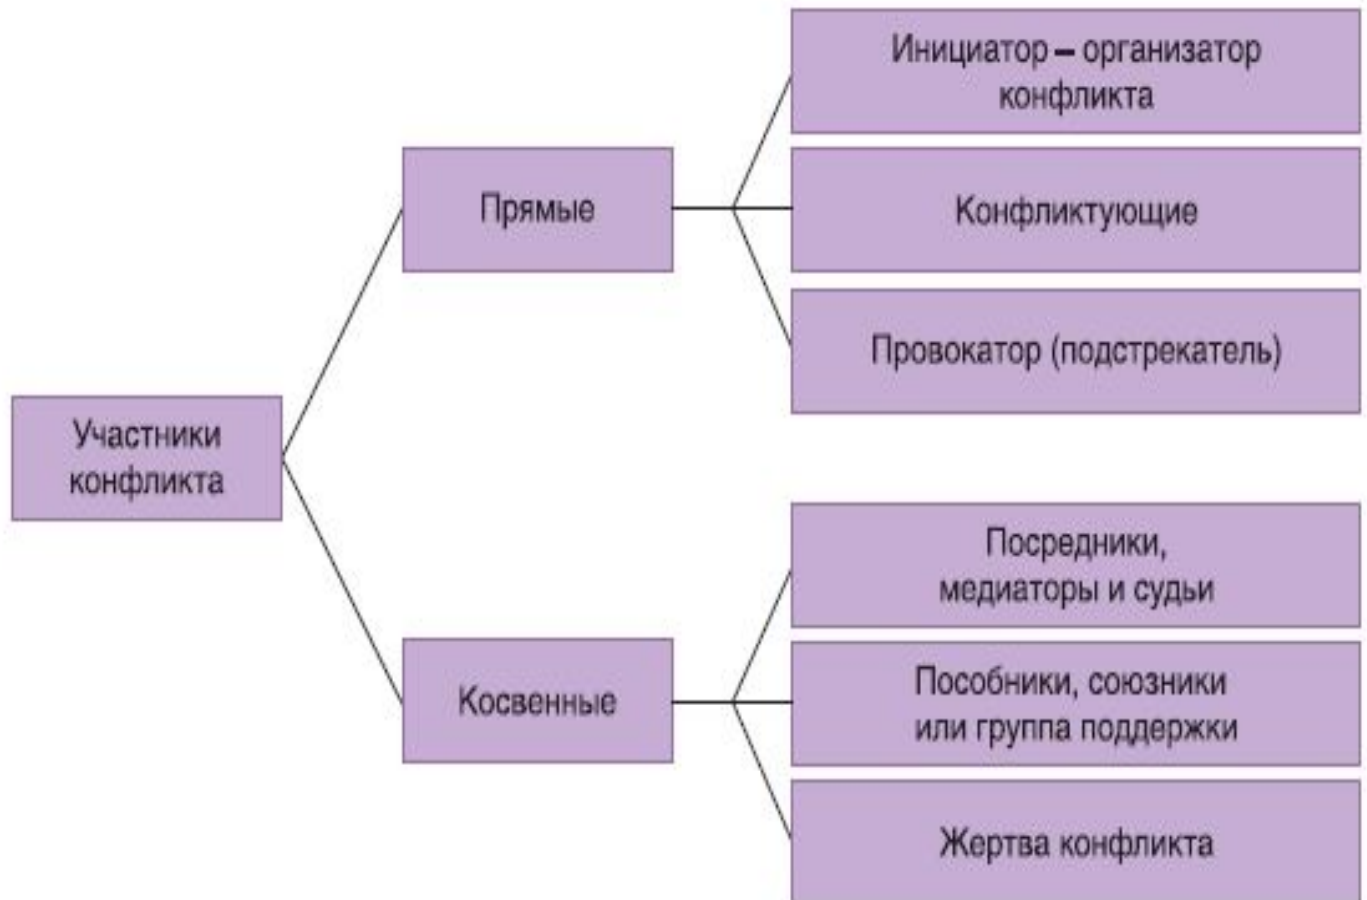 Участники
конфликта
Прямые
Инициатор – организатор
конфликта
Конфликтующие
Провокатор (подстрекатель)
Косвенные
Посредники,
медиаторы и судьи
Пособники, союзники
или группа поддержки
Жертва конфликта